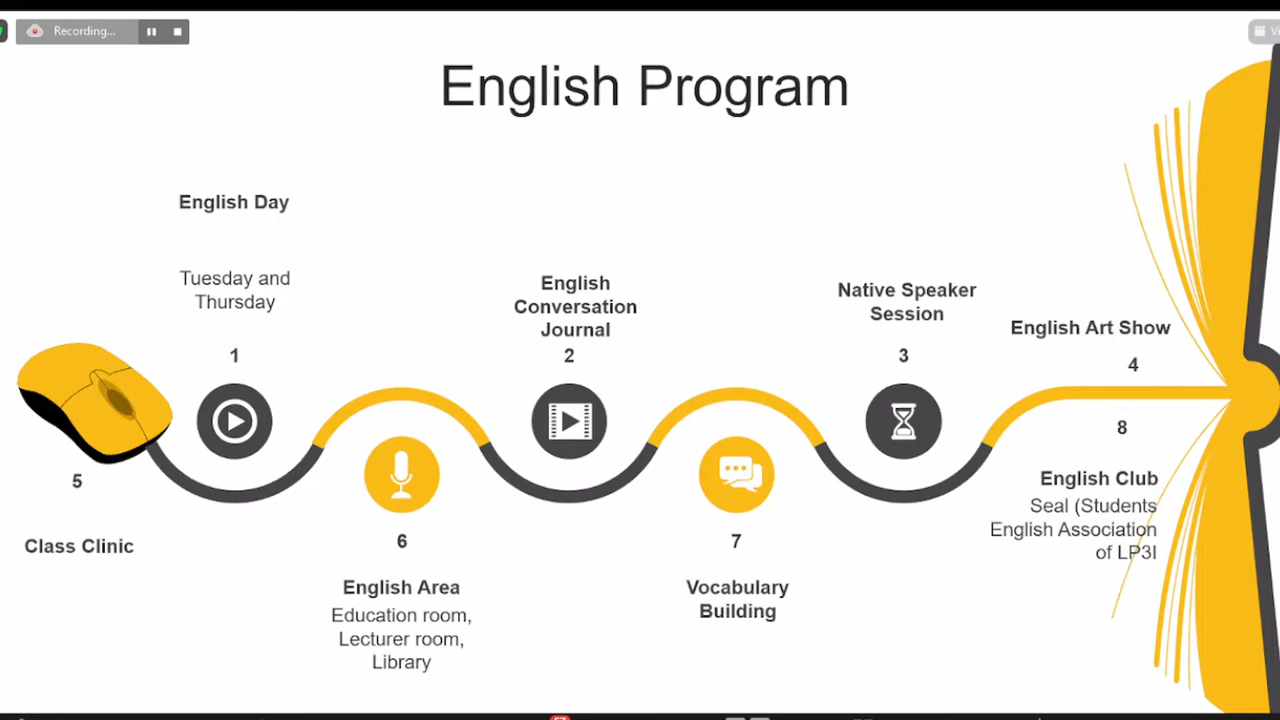 Recording...
English Program
English Day
Tuesday and
Thursday
1
English
Conversation
Journal
2
Native Speaker
Session
3
English Art Show
4
5
Class Clinic
6
English Area
Education room,
Lecturer room,
Library
7
Vocabulary
Building
8
English Club
Seal (Students
English Association
of LP3I